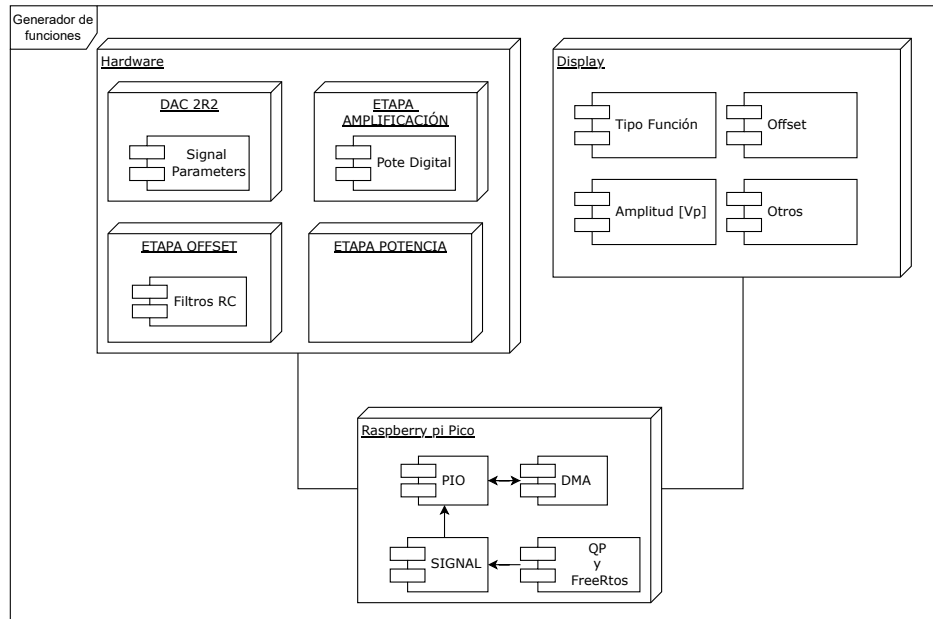 Generador de
funciones
Hardware
DAC 2R2
Signal
Parameters
ETAPA
AMPLIFICACIÓN
Pote Digital
ETAPA OFFSET
Filtros RC
ETAPA POTENCIA
Display
Tipo Función
Offset
Amplitud [Vp]
Otros
Raspberry pi Pico
PIO
DMA
SIGNAL
QP
y
FreeRtos